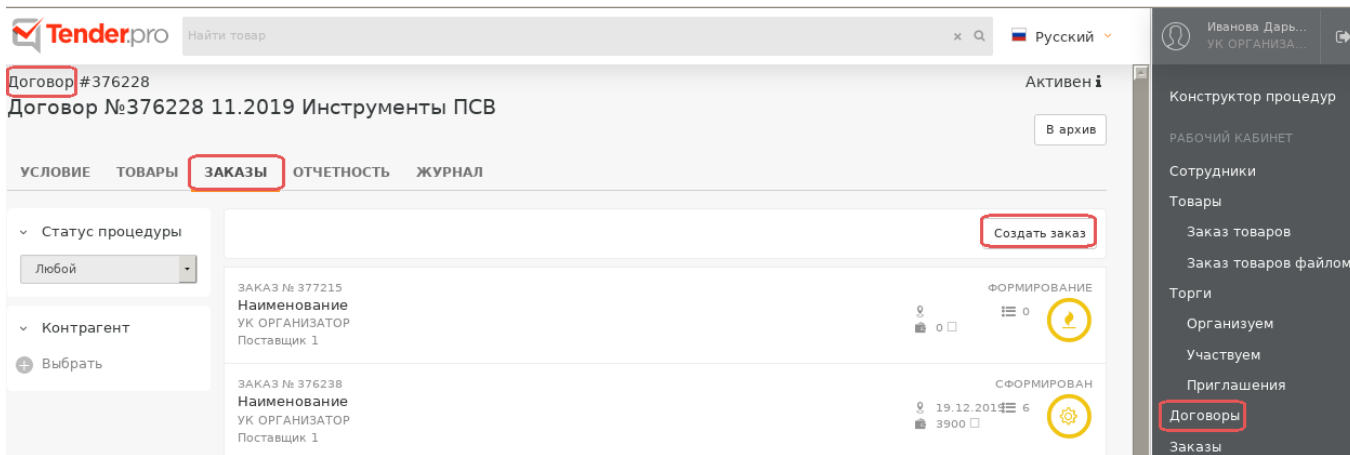 Tender.pro
Найти товар
Русский
Иванова Дарь...
УК ОРГАНИЗА...
Договор #376228
Активен
Договор №376228 11.2019 Инструменты ПСВ
В архив
УСЛОВИЕ ТОВАРЫ ЗАКАЗЫ ОТЧЕТНОСТЬ ЖУРНАЛ
Статус процедуры
Любой
Контрагент
Выбрать
Создать заказ
ЗАКАЗ № 377215
ФОРМИРОВАНИЕ
Наименование
УК ОРГАНИЗАТОР
Поставщик 1
0
0
ЗАКАЗ № 376238
СФОРМИРОВАН
Наименование
УК ОРГАНИЗАТОР
Поставщик 1
19.12.2019 6
3900
Конструктор процедур
РАБОЧИЙ КАБИНЕТ
Сотрудники
Товары
Заказ товаров
Заказ товаров файлом
Торги
Организуем
Участвуем
Приглашения
Договоры
Заказы